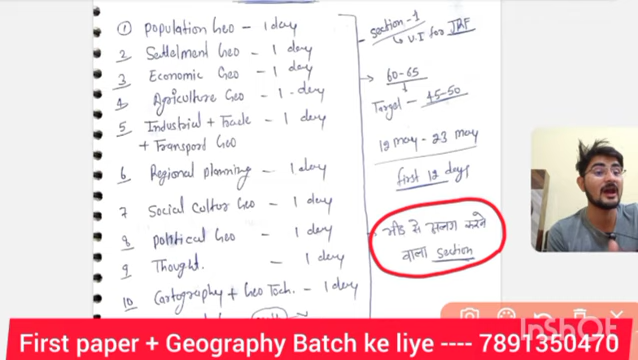 ① Population Geo – 1 day
2 Settlement Geo – 1 day
3 Economic Geo – 1 day
4 Agriculture Geo – 1 day
5 Industrial + Trade – 1 day
+ Transport Geo
6 Regional planning – 1 day
7 Social Cultur Geo – 1 day
8 political Geo – 1 day
9 Thought. 1 day
10 Cartography + Geo Tech. – 1 day
section-1
V.I for JRF
60-65
Target – 45-50
12 may – 23 may
first 12 days
भीड़ से अलग करने
वाला section
InShOT
First paper + Geography Batch ke liye ---- 7891350470